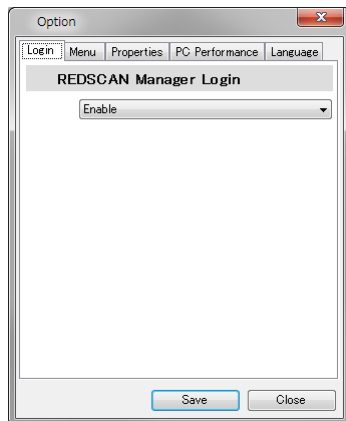 Option
Login Menu Properties PC Performance Language
REDSCAN Manager Login
Enable
Save Close